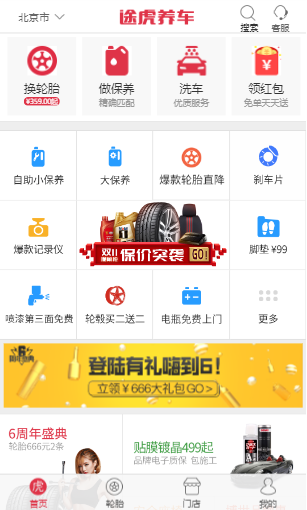 北京市
途虎养车
搜索
客服
换轮胎
¥359.00起
做保养
精确匹配
洗车
优质服务
领红包
免单天天送
自助小保养
大保养
爆款轮胎直降
刹车片
爆款记录仪
双11
保价突袭
GO!
脚垫 ¥99
喷漆第三面免费
轮毂买二送二
电瓶免费上门
更多
登陆有礼嗨到6!
立领¥666大礼包GO>
6周年盛典
轮胎666元2条
贴膜镀晶499起
品牌电子质保 包施工
首页
轮胎
门店
我的